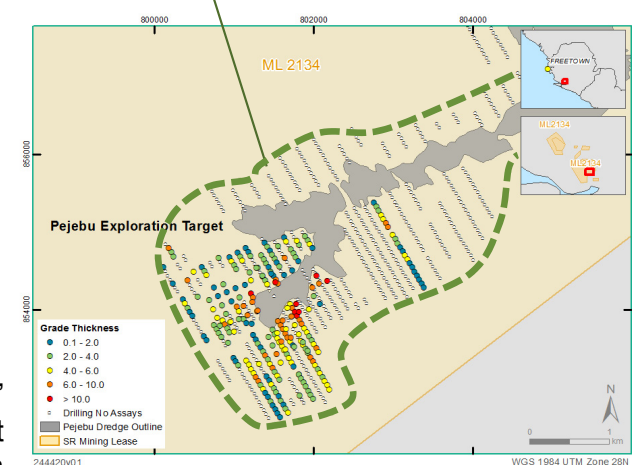 800000
802000
804000
ML 2134
FREETOWN
ML2134
ML2134
856000
Pejebu Exploration Target
854000
Grade Thickness
0.1 - 2.0
2.0 - 4.0
4.0 - 6.0
6.0 - 10.0
> 10.0
Drilling No Assays
Pejebu Dredge Outline
SR Mining Lease
N
0 1
km
244420v01
WGS 1984 UTM Zone 28N